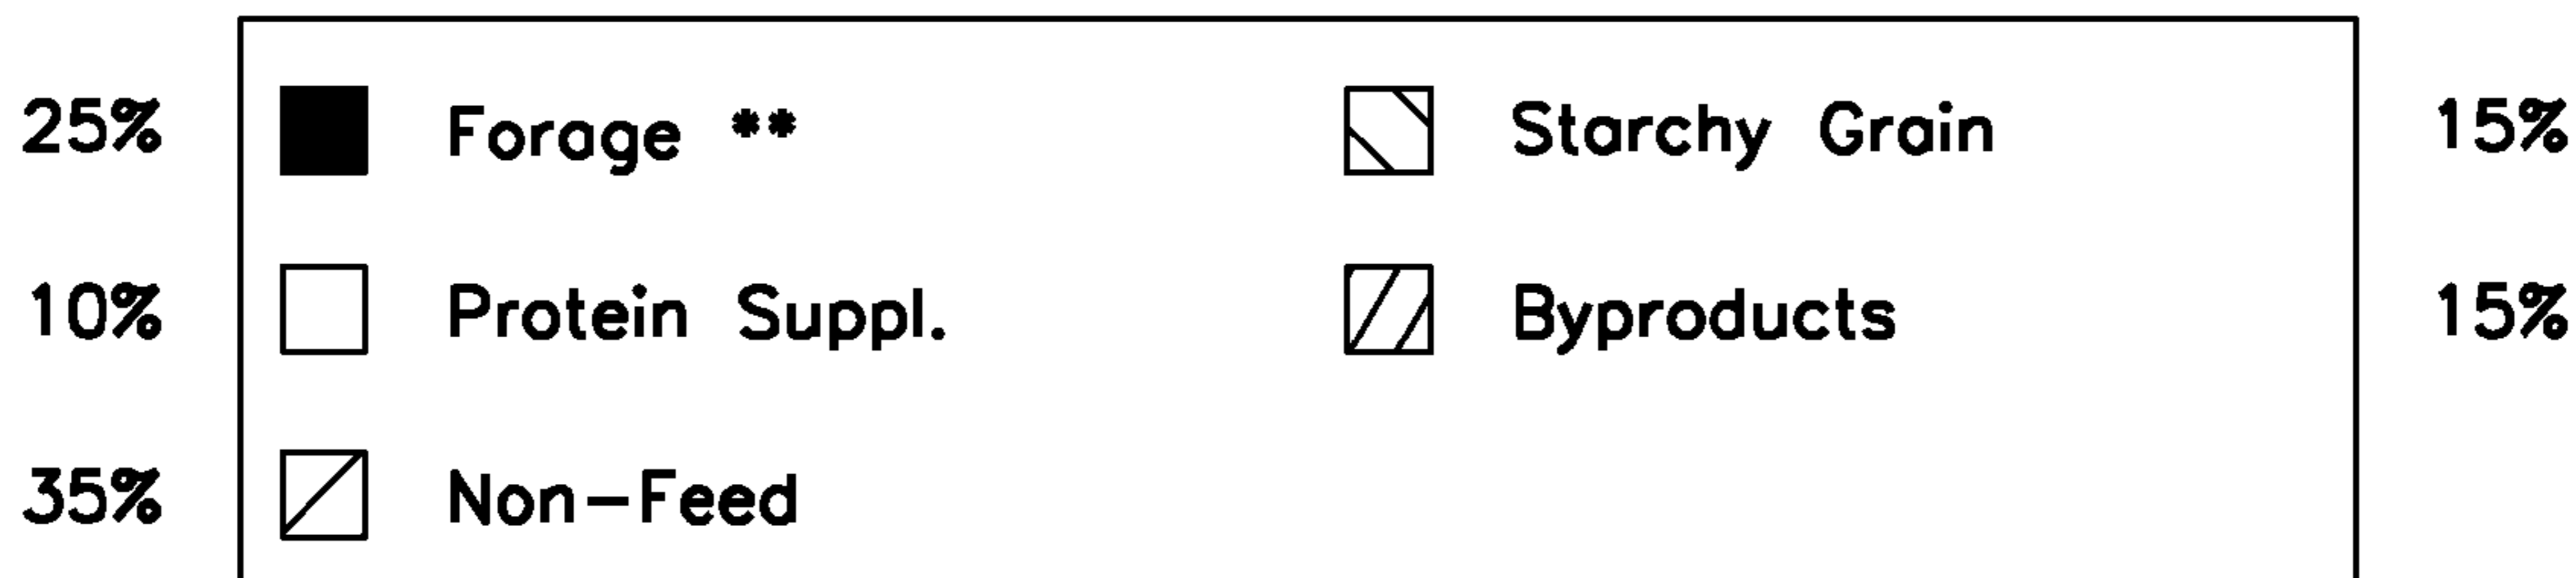 25% Forage ** Starchy Grain 15%
10% Protein Suppl. Byproducts 15%
35% Non-Feed